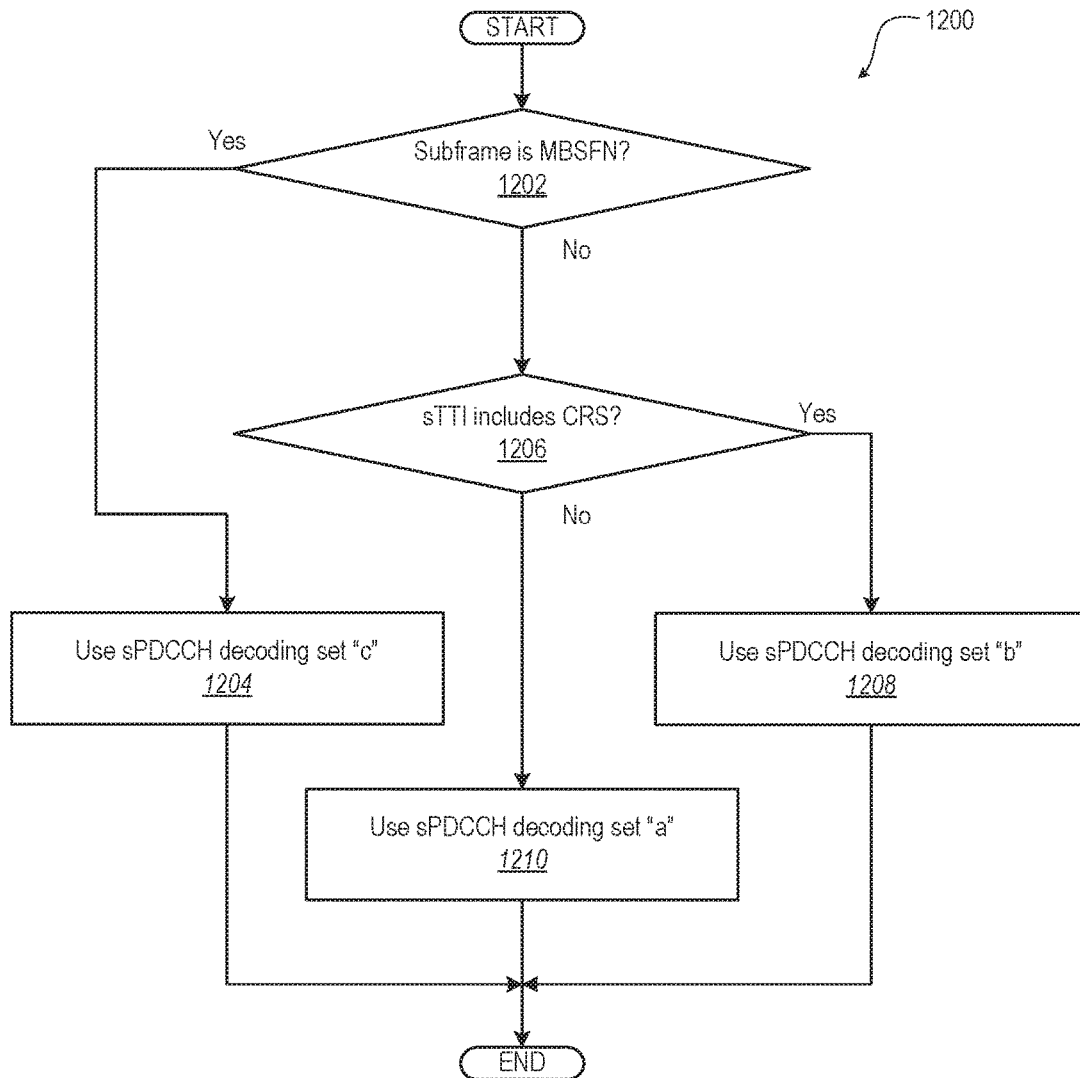 START
1200
Yes
Subframe is MBSFN?
1202
No
sTTI includes CRS?
1206
Yes
No
Use sPDCCH decoding set “c”
1204
Use sPDCCH decoding set “b”
1208
Use sPDCCH decoding set “a”
1210
END